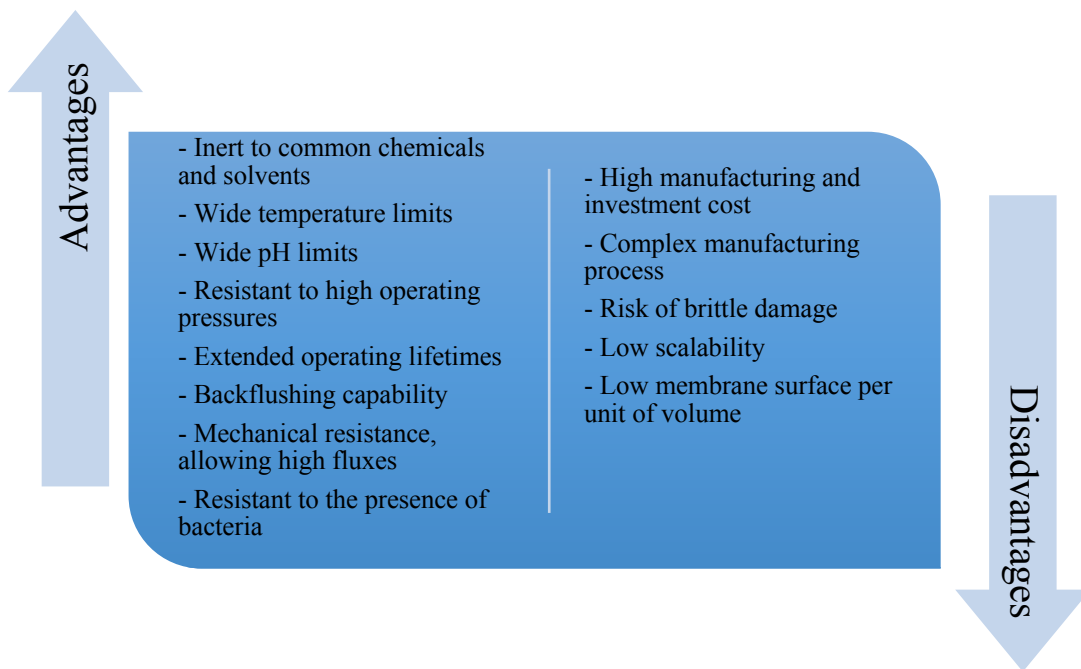 Advantages
- Inert to common chemicals
and solvents
- Wide temperature limits
- Wide pH limits
- Resistant to high operating
pressures
- Extended operating lifetimes
- Backflushing capability
- Mechanical resistance,
allowing high fluxes
- Resistant to the presence of
bacteria
- High manufacturing and
investment cost
- Complex manufacturing
process
- Risk of brittle damage
- Low scalability
- Low membrane surface per
unit of volume
Disadvantages